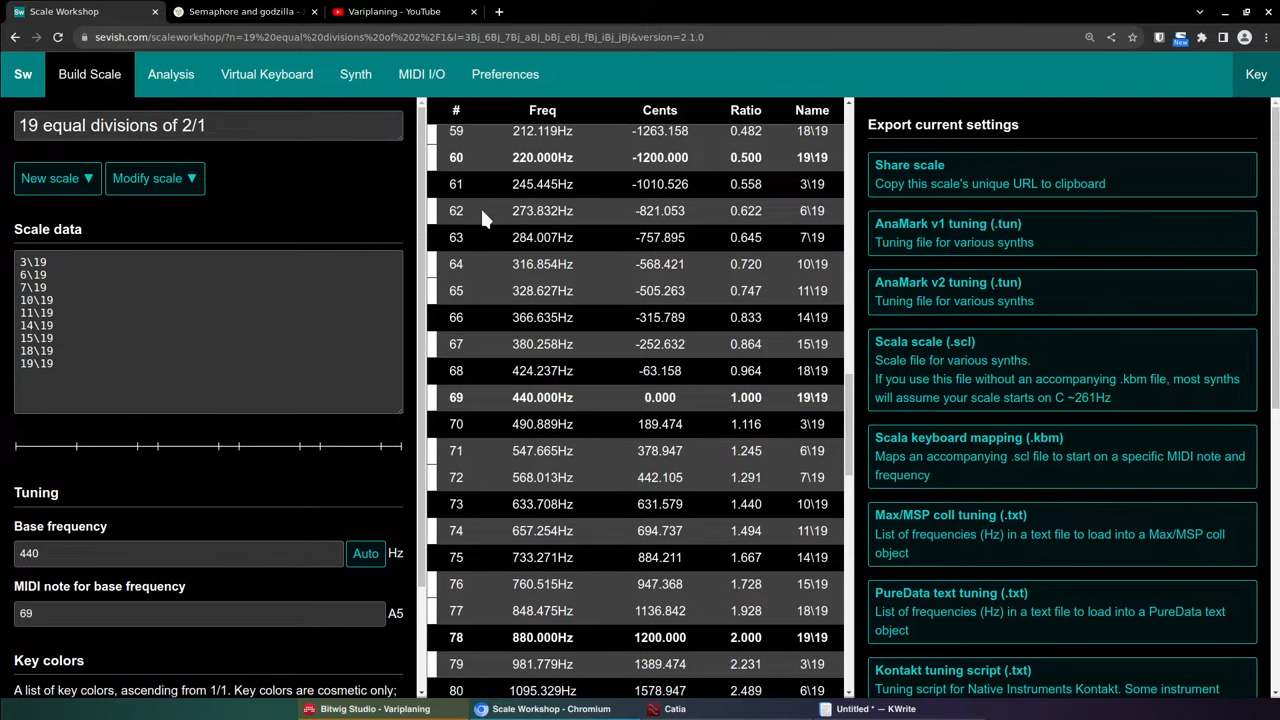 Scale Workshop
Semaphore and godzilla -
Variplaning - YouTube
sevish.com/scaleworkshop/?n=19%20equal%20divisions%20of%202%2F1&l=3Bj_6Bj_7Bj_aBj_bBj_eBj_fBj_iBj_jBj&version=2.1.0
New
Sw
Build Scale
Analysis
Virtual Keyboard
Synth
MIDI I/O
Preferences
Key
19 equal divisions of 2/1
New scale ▼
Modify scale ▼
Scale data
3\19
6\19
7\19
10\19
11\19
14\19
15\19
18\19
19\19
Tuning
Base frequency
440
Auto
Hz
MIDI note for base frequency
69
A5
Key colors
A list of key colors, ascending from 1/1. Key colors are cosmetic only;
# Freq Cents Ratio Name
59 212.119Hz -1263.158 0.482 18\19
60 220.000Hz -1200.000 0.500 19\19
61 245.445Hz -1010.526 0.558 3\19
62 273.832Hz -821.053 0.622 6\19
63 284.007Hz -757.895 0.645 7\19
64 316.854Hz -568.421 0.720 10\19
65 328.627Hz -505.263 0.747 11\19
66 366.635Hz -315.789 0.833 14\19
67 380.258Hz -252.632 0.864 15\19
68 424.237Hz -63.158 0.964 18\19
69 440.000Hz 0.000 1.000 19\19
70 490.889Hz 189.474 1.116 3\19
71 547.665Hz 378.947 1.245 6\19
72 568.013Hz 442.105 1.291 7\19
73 633.708Hz 631.579 1.440 10\19
74 657.254Hz 694.737 1.494 11\19
75 733.271Hz 884.211 1.667 14\19
76 760.515Hz 947.368 1.728 15\19
77 848.475Hz 1136.842 1.928 18\19
78 880.000Hz 1200.000 2.000 19\19
79 981.779Hz 1389.474 2.231 3\19
80 1095.329Hz 1578.947 2.489 6\19
Export current settings
Share scale
Copy this scale's unique URL to clipboard
AnaMark v1 tuning (.tun)
Tuning file for various synths
AnaMark v2 tuning (.tun)
Tuning file for various synths
Scala scale (.scl)
Scale file for various synths.
If you use this file without an accompanying .kbm file, most synths
will assume your scale starts on C ~261Hz
Scala keyboard mapping (.kbm)
Maps an accompanying .scl file to start on a specific MIDI note and
frequency
Max/MSP coll tuning (.txt)
List of frequencies (Hz) in a text file to load into a Max/MSP coll
object
PureData text tuning (.txt)
List of frequencies (Hz) in a text file to load into a PureData text
object
Kontakt tuning script (.txt)
Tuning script for Native Instruments Kontakt. Some instrument
Bitwig Studio - Variplaning
Scale Workshop - Chromium
Catia
Untitled * — KWrite